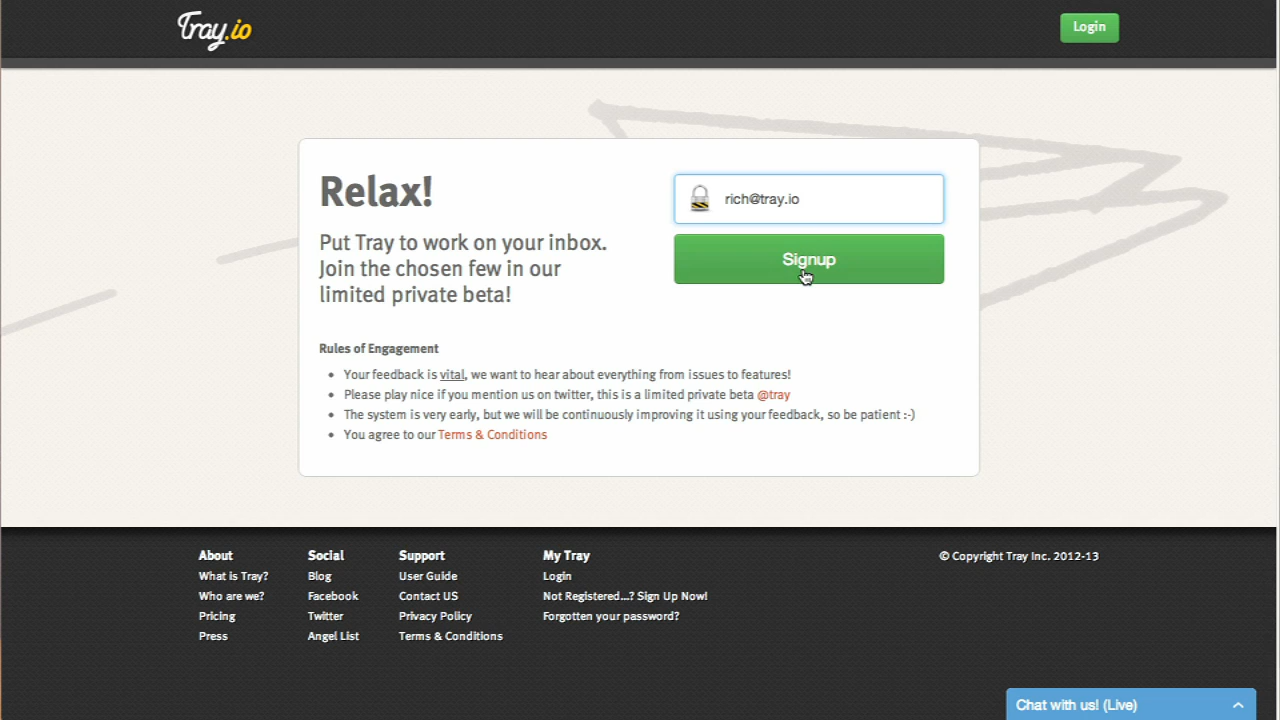 Tray.io
Login
Relax!
Put Tray to work on your inbox.
Join the chosen few in our
limited private beta!
rich@tray.io
Signup
Rules of Engagement
Your feedback is vital, we want to hear about everything from issues to features!
Please play nice if you mention us on twitter, this is a limited private beta @tray
The system is very early, but we will be continuously improving it using your feedback, so be patient :-)
You agree to our Terms & Conditions
About
What is Tray?
Who are we?
Pricing
Press
Social
Blog
Facebook
Twitter
Angel List
Support
User Guide
Contact US
Privacy Policy
Terms & Conditions
My Tray
Login
Not Registered...? Sign Up Now!
Forgotten your password?
© Copyright Tray Inc. 2012-13
Chat with us! (Live)